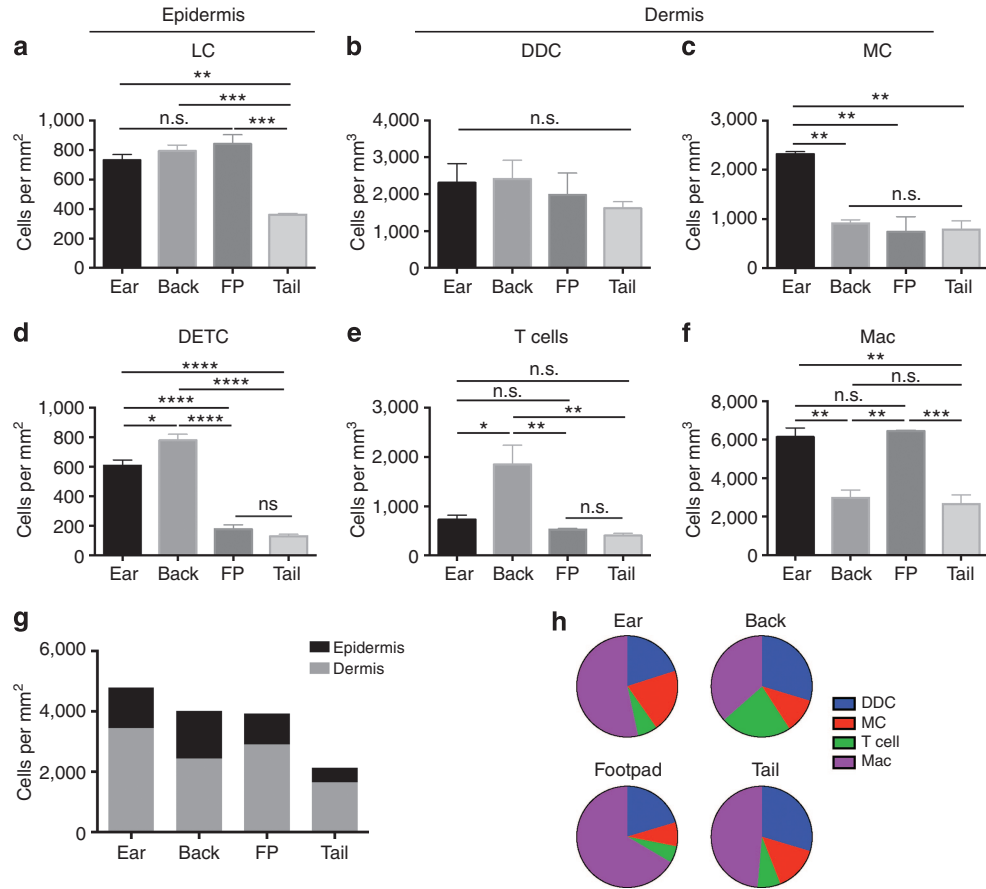 Epidermis
Dermis
a
LC
**
***
n.s.
***
Cells per mm²
1,000
800
600
400
200
0
Ear Back FP Tail
b
DDC
n.s.
Cells per mm³
4,000
3,000
2,000
1,000
0
Ear Back FP Tail
c
MC
**
**
**
n.s.
Cells per mm³
3,000
2,000
1,000
0
Ear Back FP Tail
d
DETC
****
****
****
* ****
ns
Cells per mm²
1,000
800
600
400
200
0
Ear Back FP Tail
e
T cells
n.s.
n.s.
**
* **
n.s.
Cells per mm³
3,000
2,000
1,000
0
Ear Back FP Tail
f
Mac
**
n.s.
n.s.
** ** ***
Cells per mm³
8,000
6,000
4,000
2,000
0
Ear Back FP Tail
g
Epidermis
Dermis
Cells per mm²
6,000
4,000
2,000
0
Ear Back FP Tail
h
Ear Back
Footpad Tail
DDC
MC
T cell
Mac